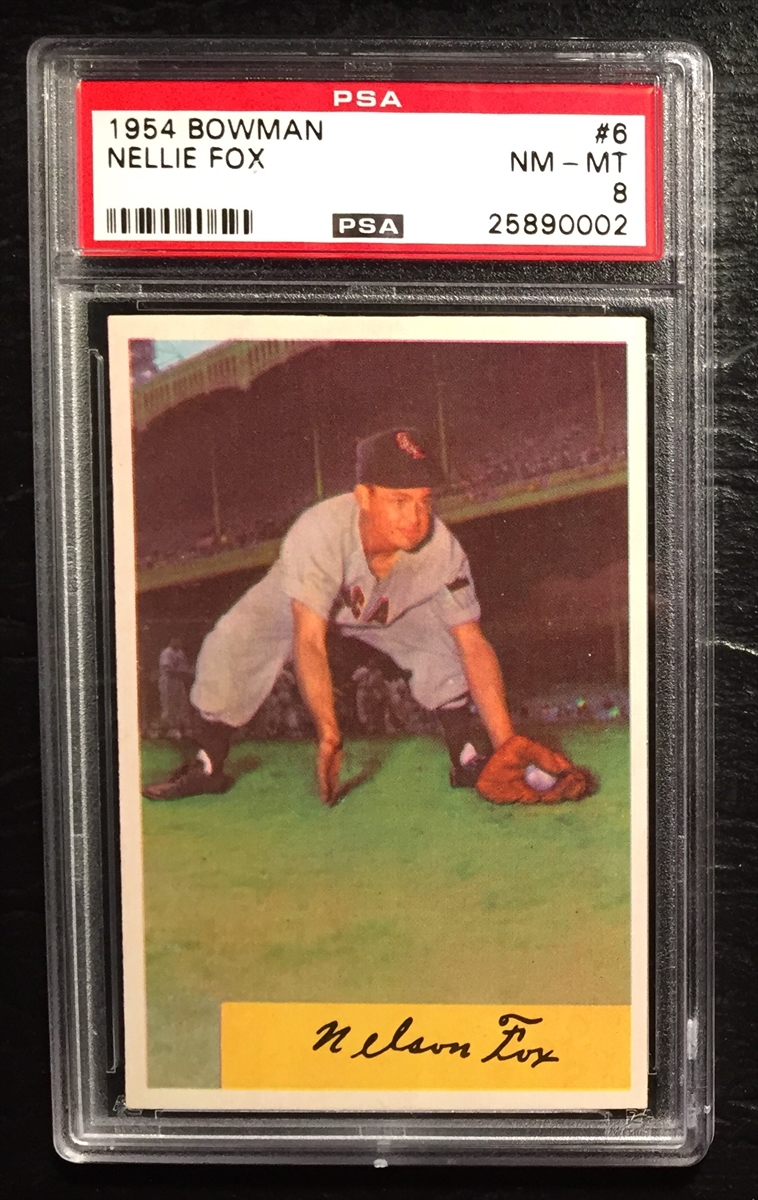 PSA
1954 BOWMAN #6
NELLIE FOX NM – MT
8
PSA 25890002
Nelson Fox